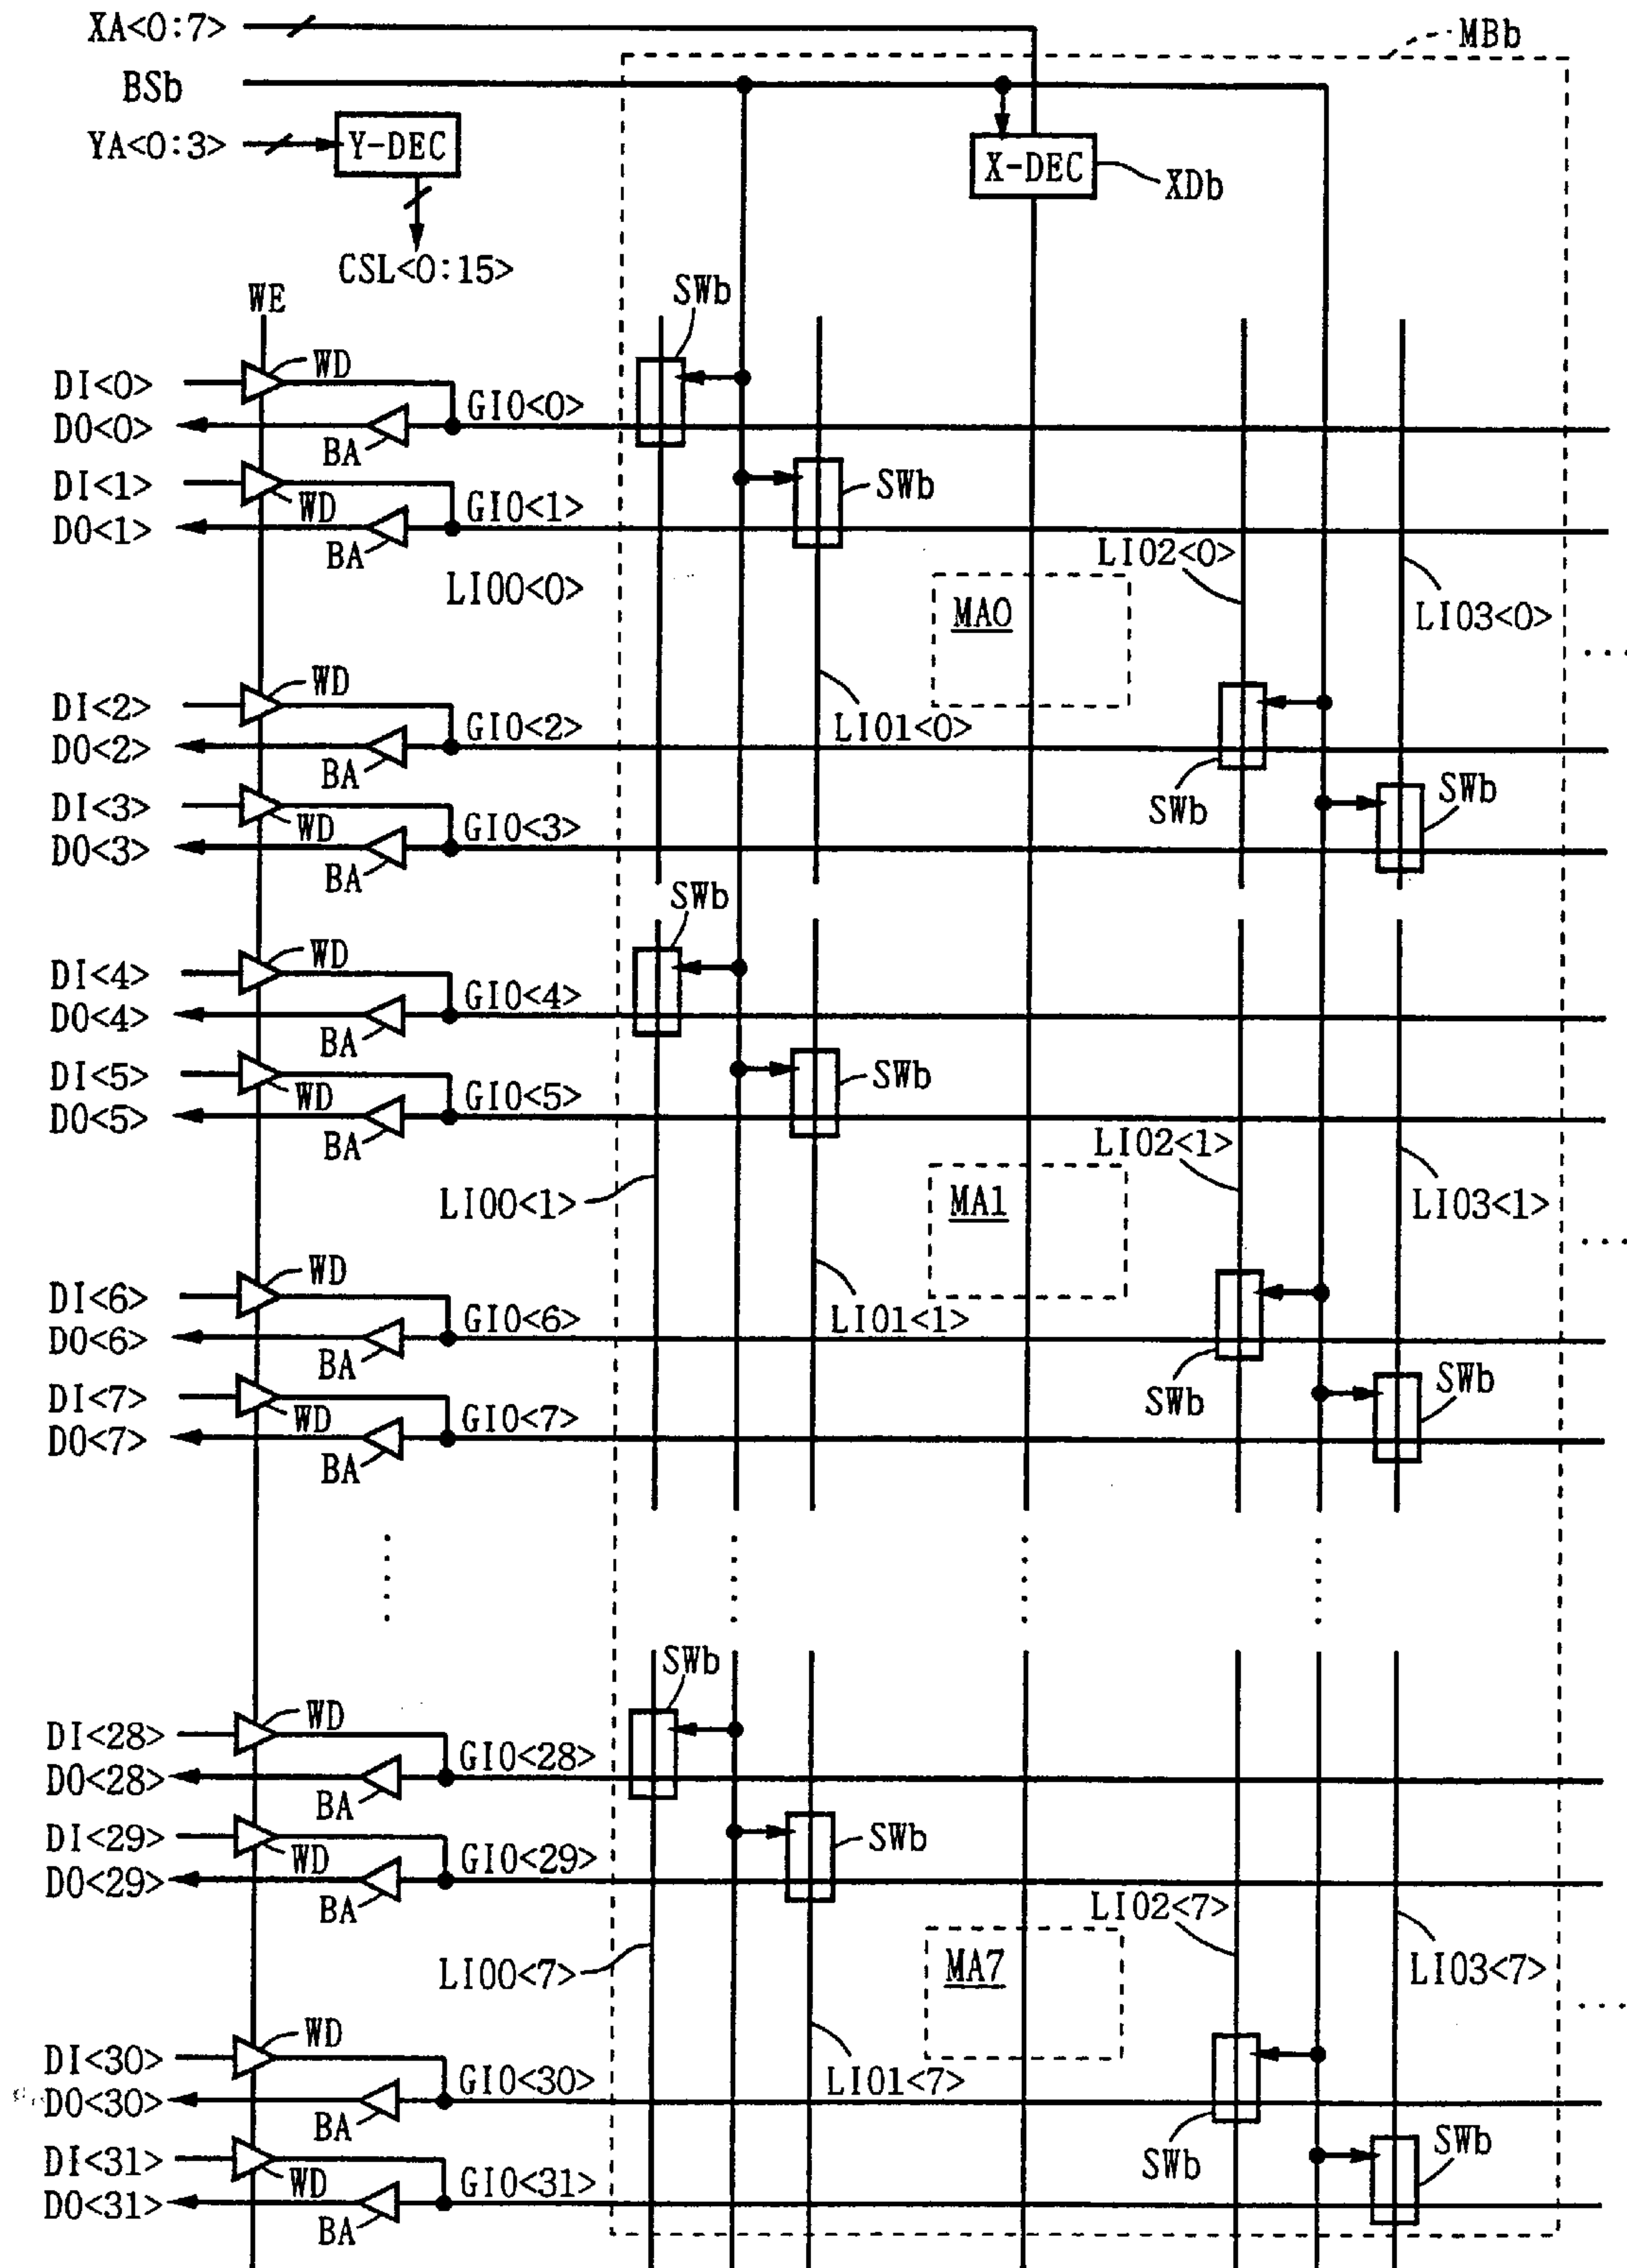 XA<0:7>
MBb
BSb
YA<0:3>
Y-DEC
X-DEC
XDb
CSL<0:15>
WE
SWb
DI<0>
WD
DO<0>
BA
GIO<0>
DI<1>
WD
SWb
DO<1>
BA
GIO<1>
LIO0<0>
LIO2<0>
MA0
LIO3<0>
DI<2>
WD
DO<2>
BA
GIO<2>
LIO1<0>
DI<3>
WD
SWb
SWb
DO<3>
BA
GIO<3>
SWb
DI<4>
WD
DO<4>
BA
GIO<4>
DI<5>
WD
SWb
DO<5>
BA
GIO<5>
LIO2<1>
LIO0<1>
MA1
LIO3<1>
DI<6>
WD
DO<6>
BA
GIO<6>
LIO1<1>
DI<7>
WD
SWb
SWb
DO<7>
BA
GIO<7>
SWb
DI<28>
WD
DO<28>
BA
GIO<28>
DI<29>
WD
SWb
DO<29>
BA
GIO<29>
LIO2<7>
LIO0<7>
MA7
LIO3<7>
DI<30>
WD
DO<30>
BA
GIO<30>
LIO1<7>
DI<31>
WD
SWb
SWb
DO<31>
BA
GIO<31>